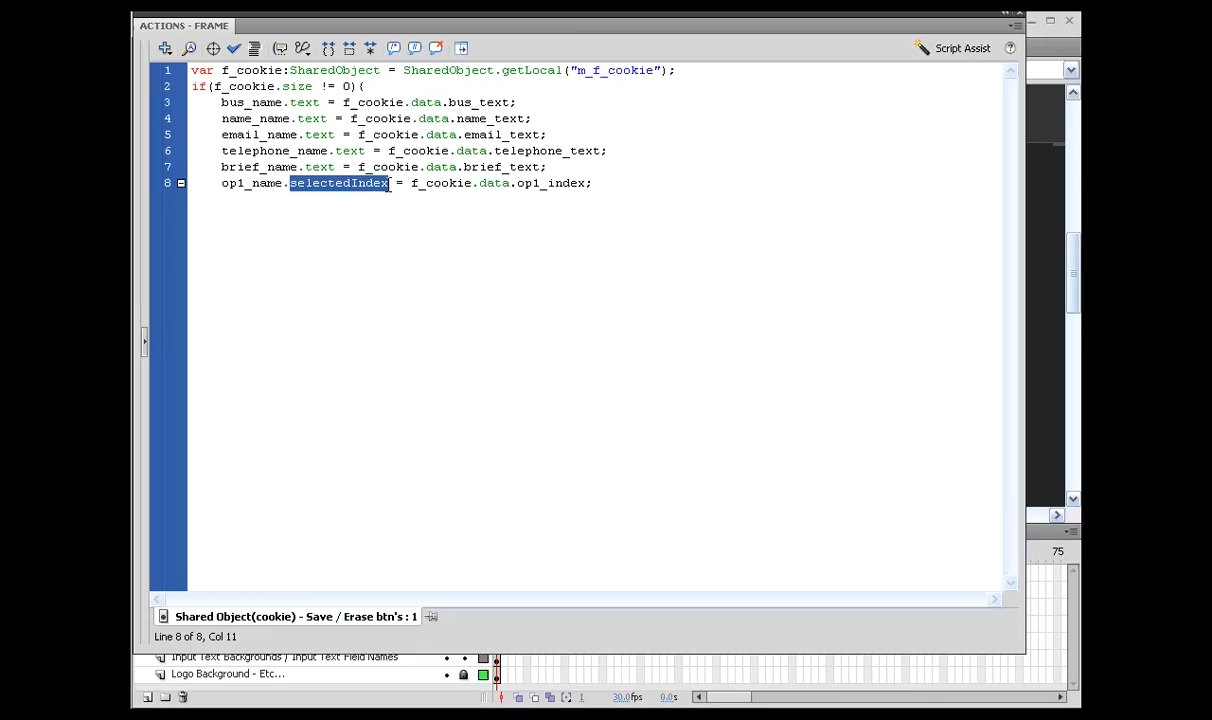 ACTIONS - FRAME
Script Assist
1 var f_cookie:SharedObject = SharedObject.getLocal("m_f_cookie");
2 if(f_cookie.size != 0){
3 bus_name.text = f_cookie.data.bus_text;
4 name_name.text = f_cookie.data.name_text;
5 email_name.text = f_cookie.data.email_text;
6 telephone_name.text = f_cookie.data.telephone_text;
7 brief_name.text = f_cookie.data.brief_text;
8 op1_name.selectedIndex = f_cookie.data.op1_index;
75
Shared Object(cookie) - Save / Erase btn's : 1
Line 8 of 8, Col 11
Input Text Backgrounds / Input Text Field Names
Logo Background - Etc...
1 30.0fps 0.0s